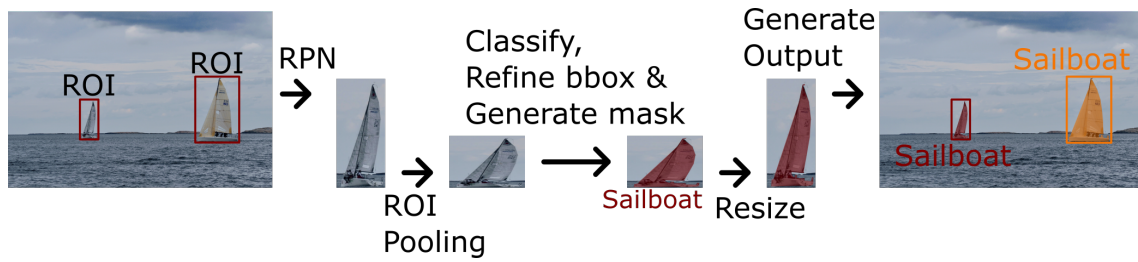 ROI
ROI
RPN
ROI
Pooling
Classify,
Refine bbox &
Generate mask
Sailboat
Resize
Generate
Output
Sailboat
Sailboat